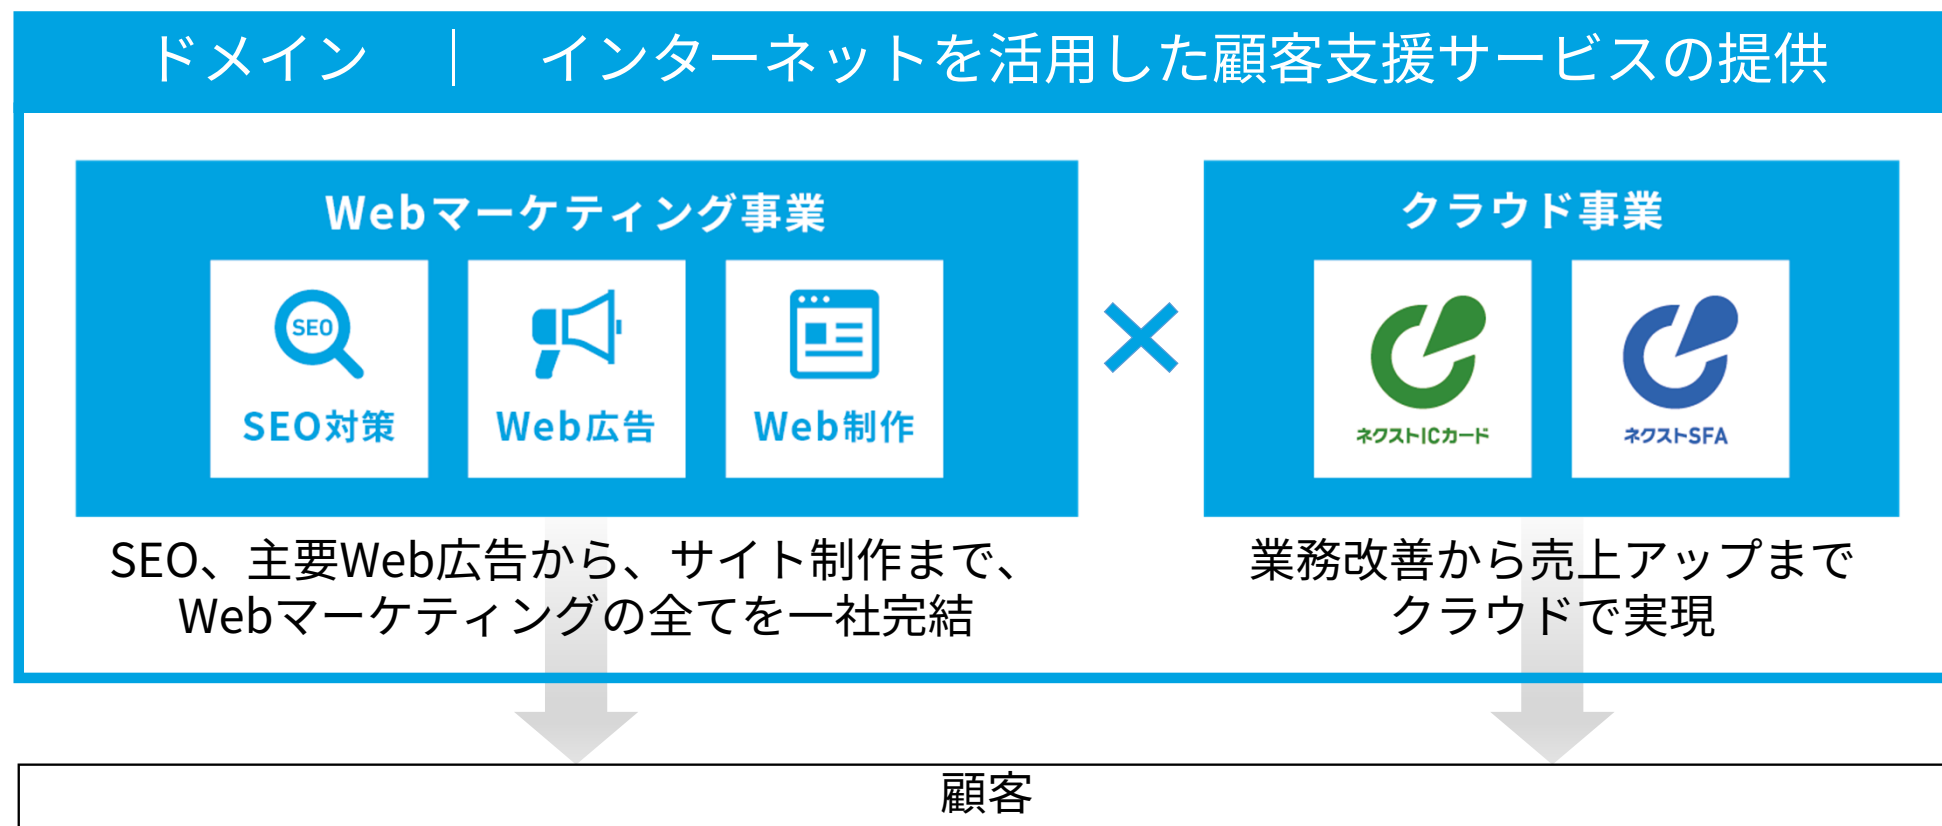 ドメイン ｜ インターネットを活用した顧客支援サービスの提供
Webマーケティング事業
SEO
SEO対策
Web広告
Web制作
×
クラウド事業
ネクストICカード
ネクストSFA
SEO、主要Web広告から、サイト制作まで、
Webマーケティングの全てを一社完結
業務改善から売上アップまで
クラウドで実現
顧客